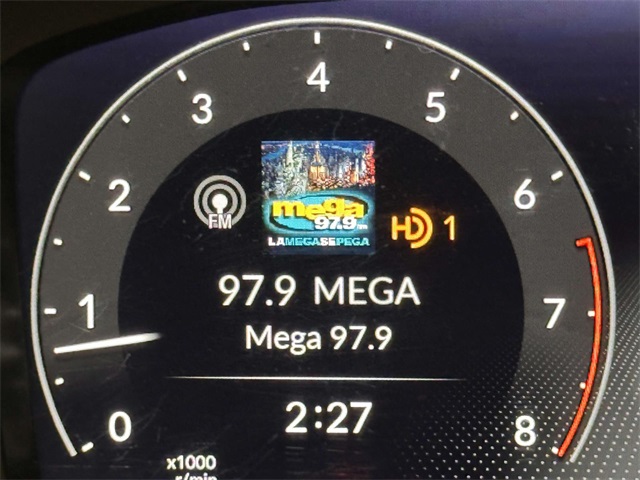 4
3
5
2
6
FM
mega
97.9
LAMEGASEPEGA
HD 1
97.9 MEGA
1
7
Mega 97.9
2:27
0
8
x1000
r/min